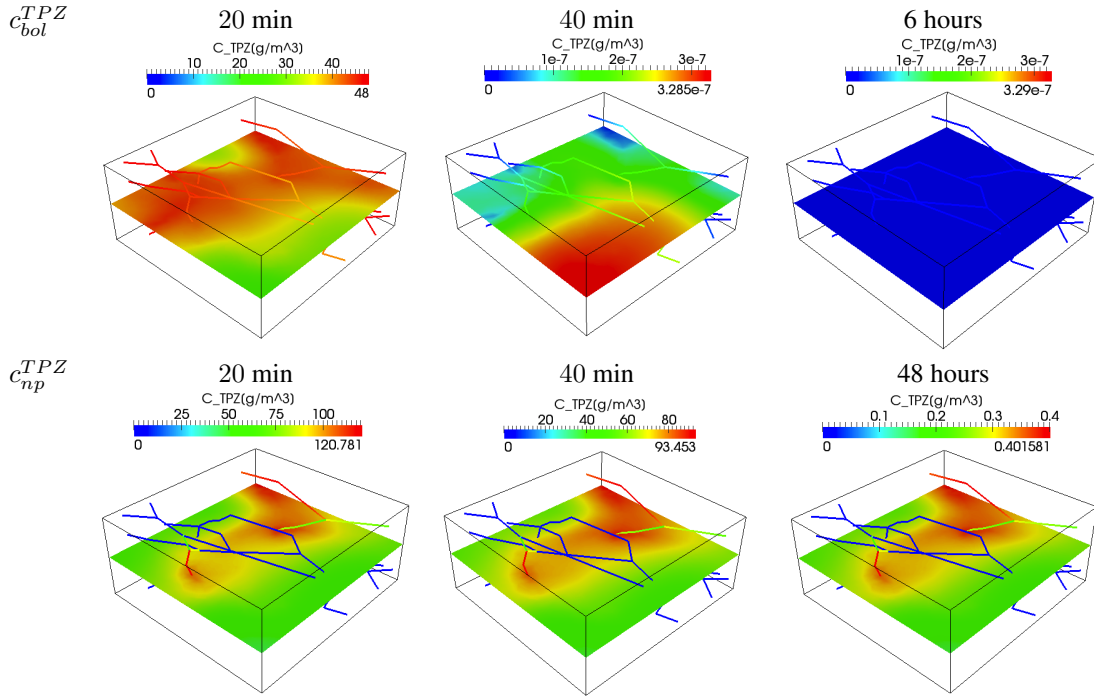 c_{bol}^{TPZ} 20 min 40 min 6 hours
C_TPZ[g/m^3] C_TPZ[g/m^3] C_TPZ[g/m^3]
10 20 30 40 1e-7 2e-7 3e-7 1e-7 2e-7 3e-7
0 48 0 3.285e-7 0 3.29e-7
c_{np}^{TPZ} 20 min 40 min 48 hours
C_TPZ[g/m^3] C_TPZ[g/m^3] C_TPZ[g/m^3]
25 50 75 100 20 40 60 80 0.1 0.2 0.3 0.4
0 120.781 0 93.453 0 0.401581